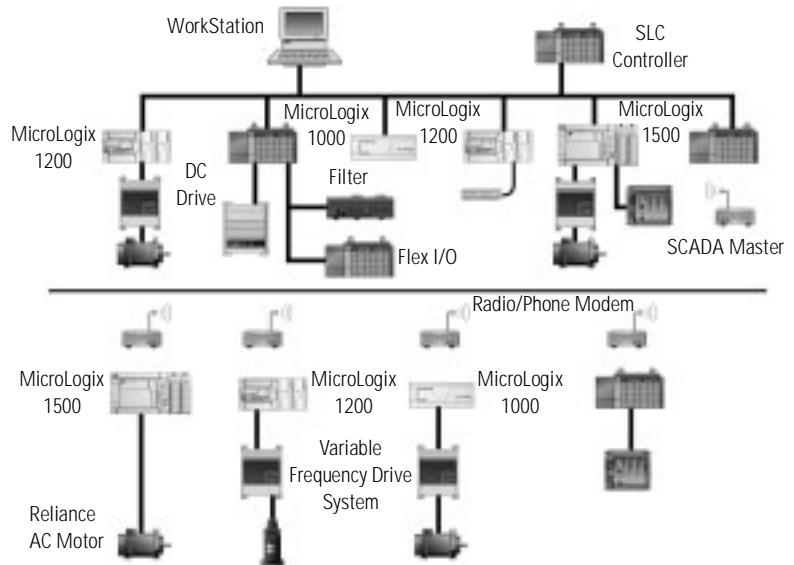 WorkStation
SLC
Controller
MicroLogix
1200
MicroLogix
1000
MicroLogix
1200
MicroLogix
1500
DC
Drive
Filter
Flex I/O
SCADA Master
Radio/Phone Modem
MicroLogix
1500
MicroLogix
1200
MicroLogix
1000
Variable
Frequency Drive
System
Reliance
AC Motor